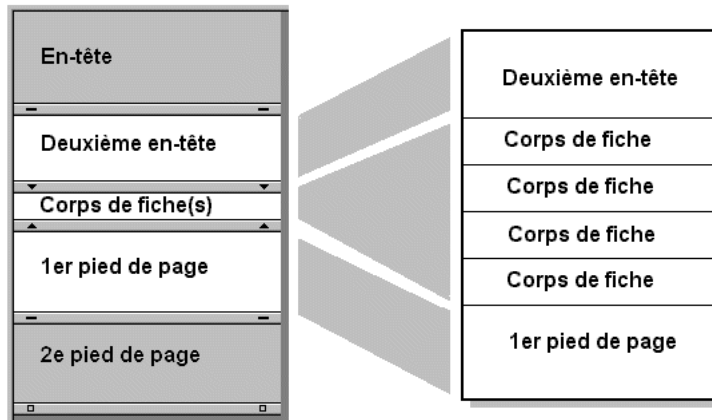 En-tête
Deuxième en-tête
Corps de fiche(s)
1er pied de page
2e pied de page
Deuxième en-tête
Corps de fiche
Corps de fiche
Corps de fiche
Corps de fiche
1er pied de page